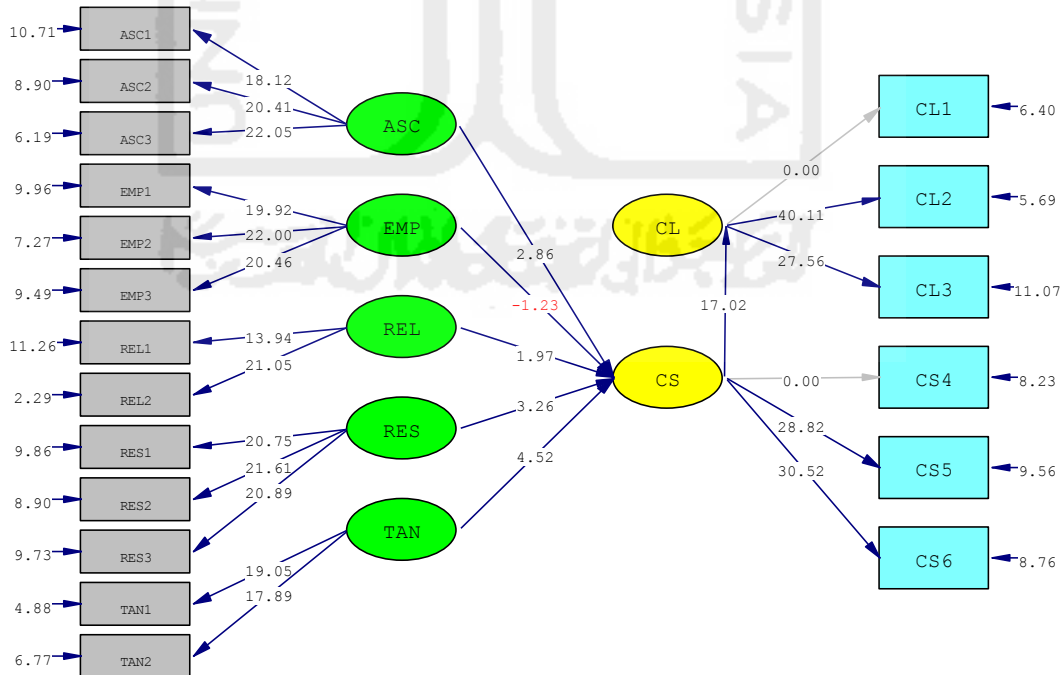 10.71 ASC1
8.90 ASC2
6.19 ASC3
9.96 EMP1
7.27 EMP2
9.49 EMP3
11.26 REL1
2.29 REL2
9.86 RES1
8.90 RES2
9.73 RES3
4.88 TAN1
6.77 TAN2
18.12
20.41
22.05
19.92
22.00
20.46
13.94
21.05
20.75
21.61
20.89
19.05
17.89
ASC
EMP
REL
RES
TAN
2.86
-1.23
1.97
3.26
4.52
CL
17.02
CS
0.00
40.11
27.56
0.00
28.82
30.52
CL1 6.40
CL2 5.69
CL3 11.07
CS4 8.23
CS5 9.56
CS6 8.76
SIA